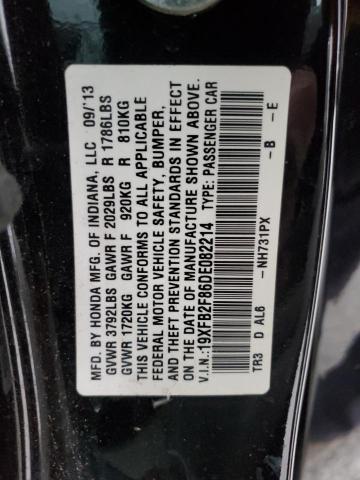 MFD. BY HONDA MFG. OF INDIANA, LLC 09/'13
GVWR 3792LBS GAWR F 2029LBS R 1786LBS
GVWR 1720KG GAWR F 920KG R 810KG
THIS VEHICLE CONFORMS TO ALL APPLICABLE
FEDERAL MOTOR VEHICLE SAFETY, BUMPER,
AND THEFT PREVENTION STANDARDS IN EFFECT
ON THE DATE OF MANUFACTURE SHOWN ABOVE.
V.I.N.:19XFB2F86DE082214 TYPE: PASSENGER CAR
TR3 D AL6 -NH731PX -B -E